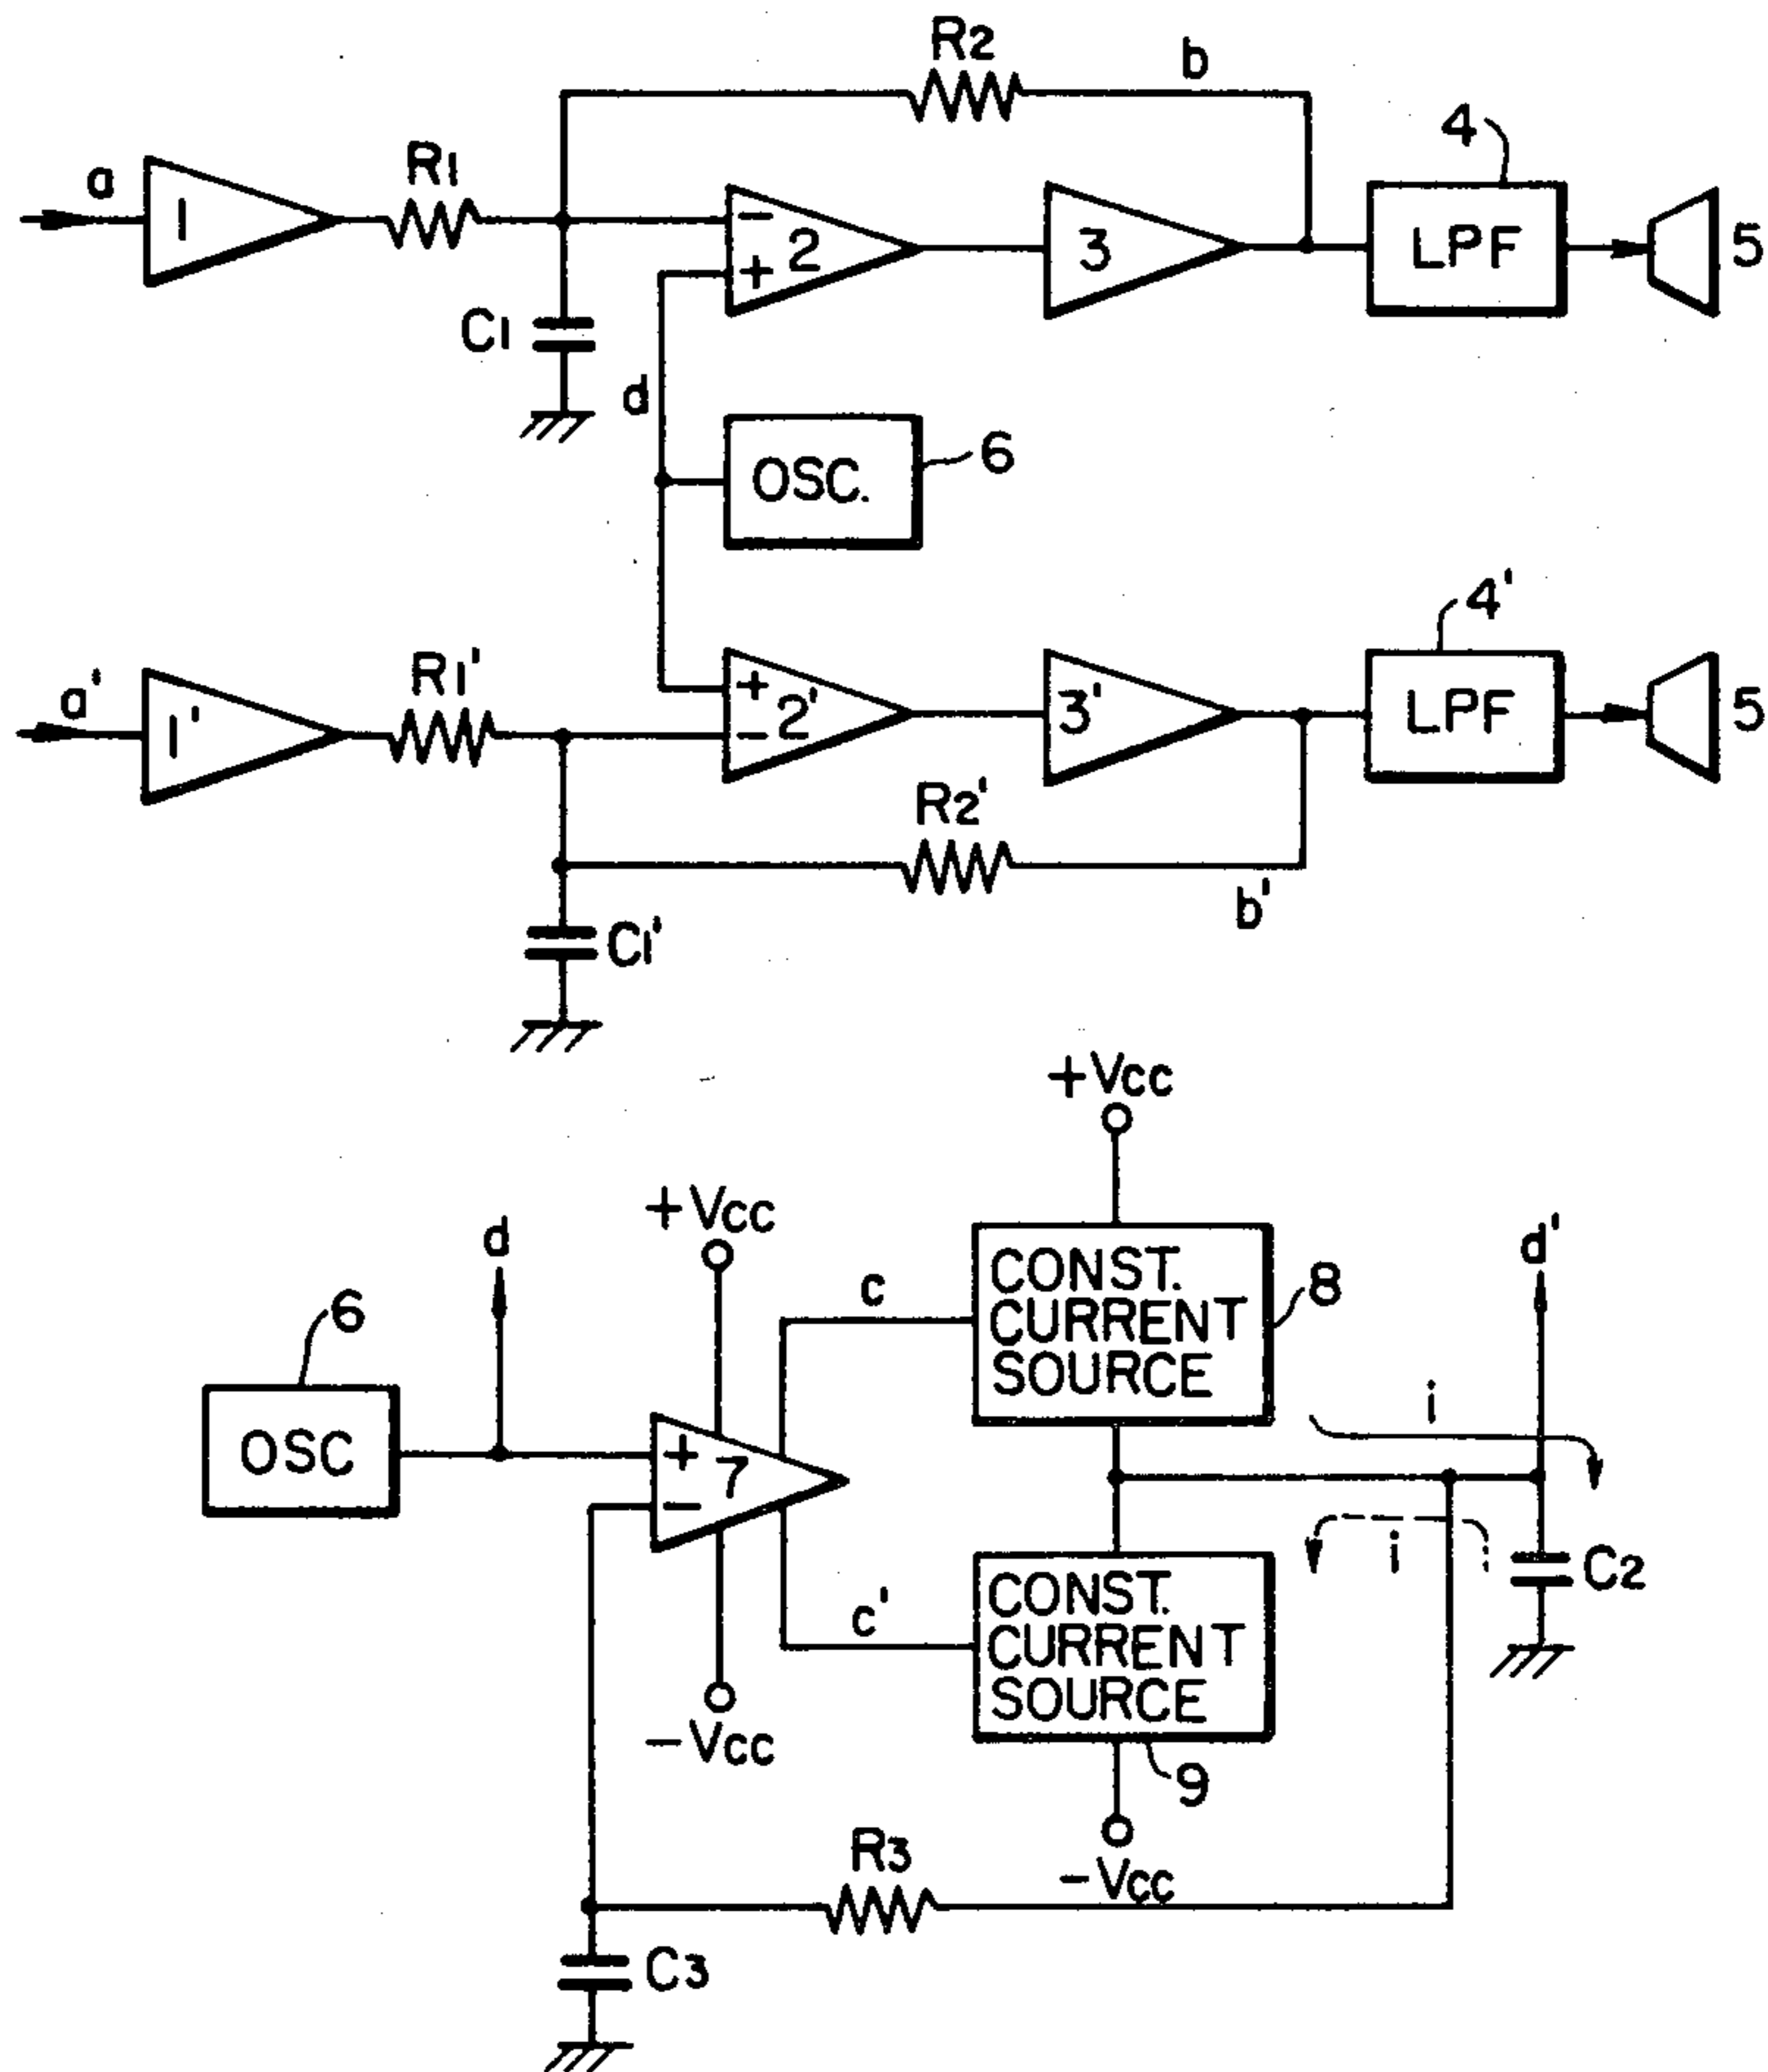 R2
b
4
a
1
R1
−
2
+
3
LPF
5
C1
d
OSC.
6
4'
a'
1'
R1'
+
2'
−
3'
LPF
5
R2'
b'
C1'
+Vcc
+Vcc
d
d'
6
c
CONST.
CURRENT
SOURCE
8
i
OSC
+
7
−
i
C2
c'
CONST.
CURRENT
SOURCE
−Vcc
9
R3
−Vcc
C3